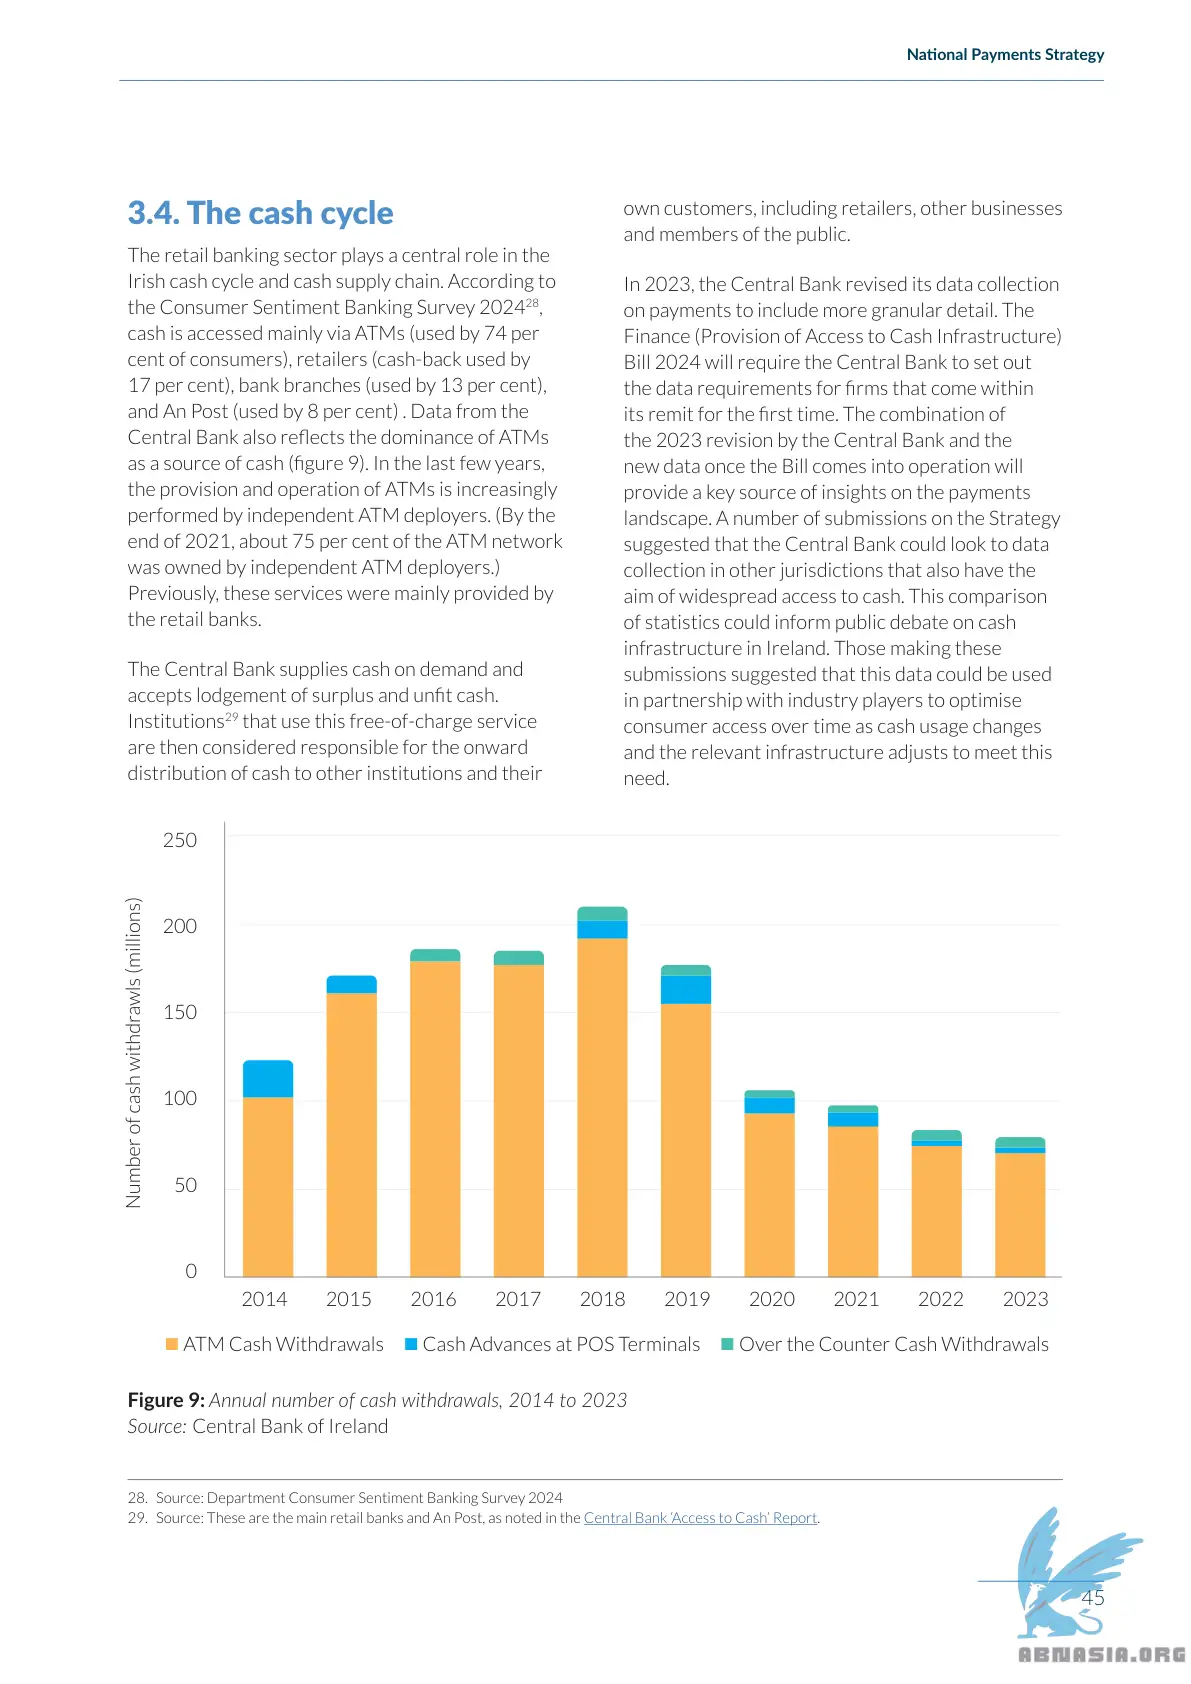 National Payments Strategy
3.4. The cash cycle
The retail banking sector plays a central role in the
Irish cash cycle and cash supply chain. According to
the Consumer Sentiment Banking Survey 2024²⁸,
cash is accessed mainly via ATMs (used by 74 per
cent of consumers), retailers (cash-back used by
17 per cent), bank branches (used by 13 per cent),
and An Post (used by 8 per cent) . Data from the
Central Bank also reflects the dominance of ATMs
as a source of cash (figure 9). In the last few years,
the provision and operation of ATMs is increasingly
performed by independent ATM deployers. (By the
end of 2021, about 75 per cent of the ATM network
was owned by independent ATM deployers.)
Previously, these services were mainly provided by
the retail banks.
The Central Bank supplies cash on demand and
accepts lodgement of surplus and unfit cash.
Institutions²⁹ that use this free-of-charge service
are then considered responsible for the onward
distribution of cash to other institutions and their
own customers, including retailers, other businesses
and members of the public.
In 2023, the Central Bank revised its data collection
on payments to include more granular detail. The
Finance (Provision of Access to Cash Infrastructure)
Bill 2024 will require the Central Bank to set out
the data requirements for firms that come within
its remit for the first time. The combination of
the 2023 revision by the Central Bank and the
new data once the Bill comes into operation will
provide a key source of insights on the payments
landscape. A number of submissions on the Strategy
suggested that the Central Bank could look to data
collection in other jurisdictions that also have the
aim of widespread access to cash. This comparison
of statistics could inform public debate on cash
infrastructure in Ireland. Those making these
submissions suggested that this data could be used
in partnership with industry players to optimise
consumer access over time as cash usage changes
and the relevant infrastructure adjusts to meet this
need.
Number of cash withdrawls (millions)
250
200
150
100
50
0
2014 2015 2016 2017 2018 2019 2020 2021 2022 2023
ATM Cash Withdrawals Cash Advances at POS Terminals Over the Counter Cash Withdrawals
Figure 9: Annual number of cash withdrawals, 2014 to 2023
Source: Central Bank of Ireland
28. Source: Department Consumer Sentiment Banking Survey 2024
29. Source: These are the main retail banks and An Post, as noted in the Central Bank 'Access to Cash' Report.
45
ABNASIA.ORG